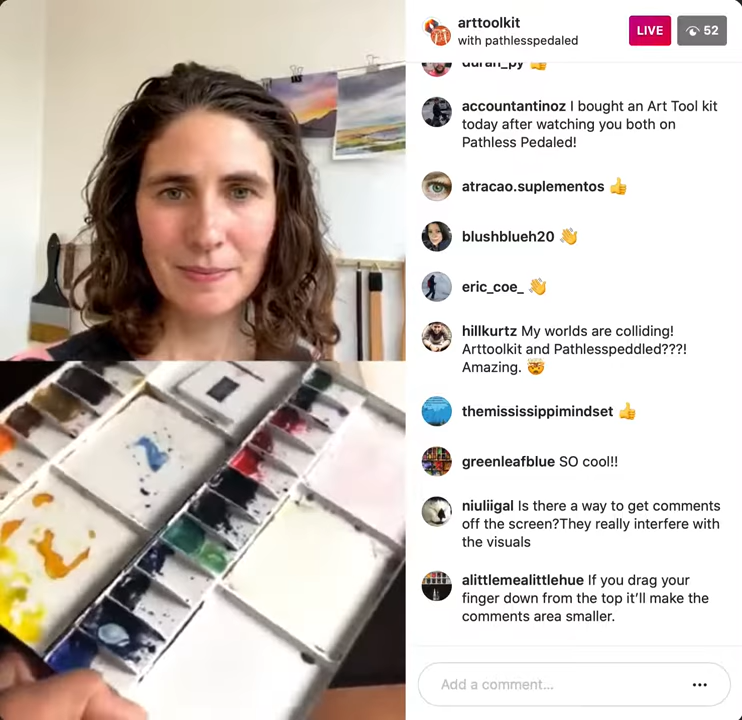 arttoolkit
with pathlesspedaled
LIVE
52
duran_py 👍
accountantinoz I bought an Art Tool kit
today after watching you both on
Pathless Pedaled!
atracao.suplementos 👍
blushblueh20 👋
eric_coe_ 👋
hillkurtz My worlds are colliding!
Arttoolkit and Pathlesspeddled???!
Amazing. 🤯
themississippimindset 👍
greenleafblue SO cool!!
niuliigal Is there a way to get comments
off the screen?They really interfere with
the visuals
alittlemealittlehue If you drag your
finger down from the top it’ll make the
comments area smaller.
Add a comment...